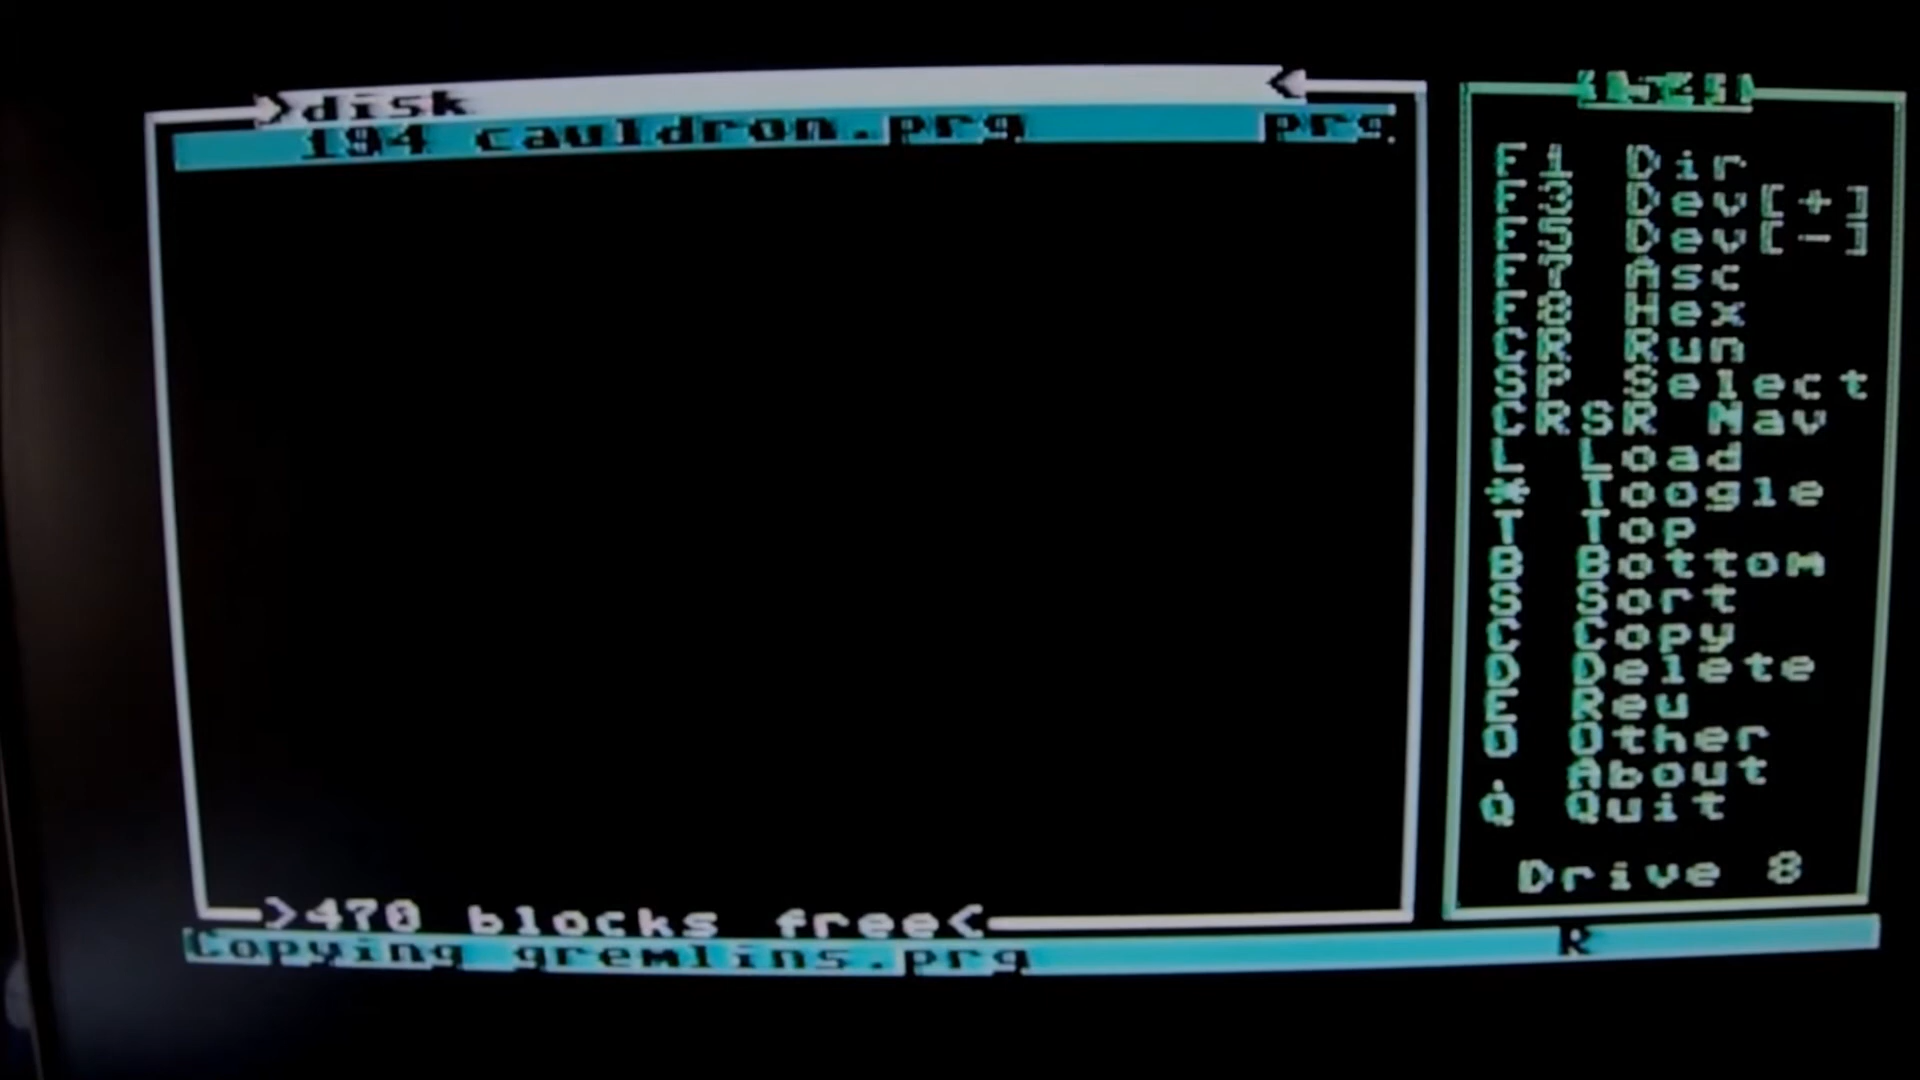 disk
194 cauldron.prg prg
F1 Dir
F3 Dev[+]
F5 Dev[-]
F7 Asc
F8 Hex
CR Run
SP Select
CRSR Nav
L Load
* Toogle
T Top
B Bottom
S Sort
C Copy
D Delete
E Reu
O Other
. About
Q Quit
Drive 8
>470 blocks free<
Copying gremlins.prg R